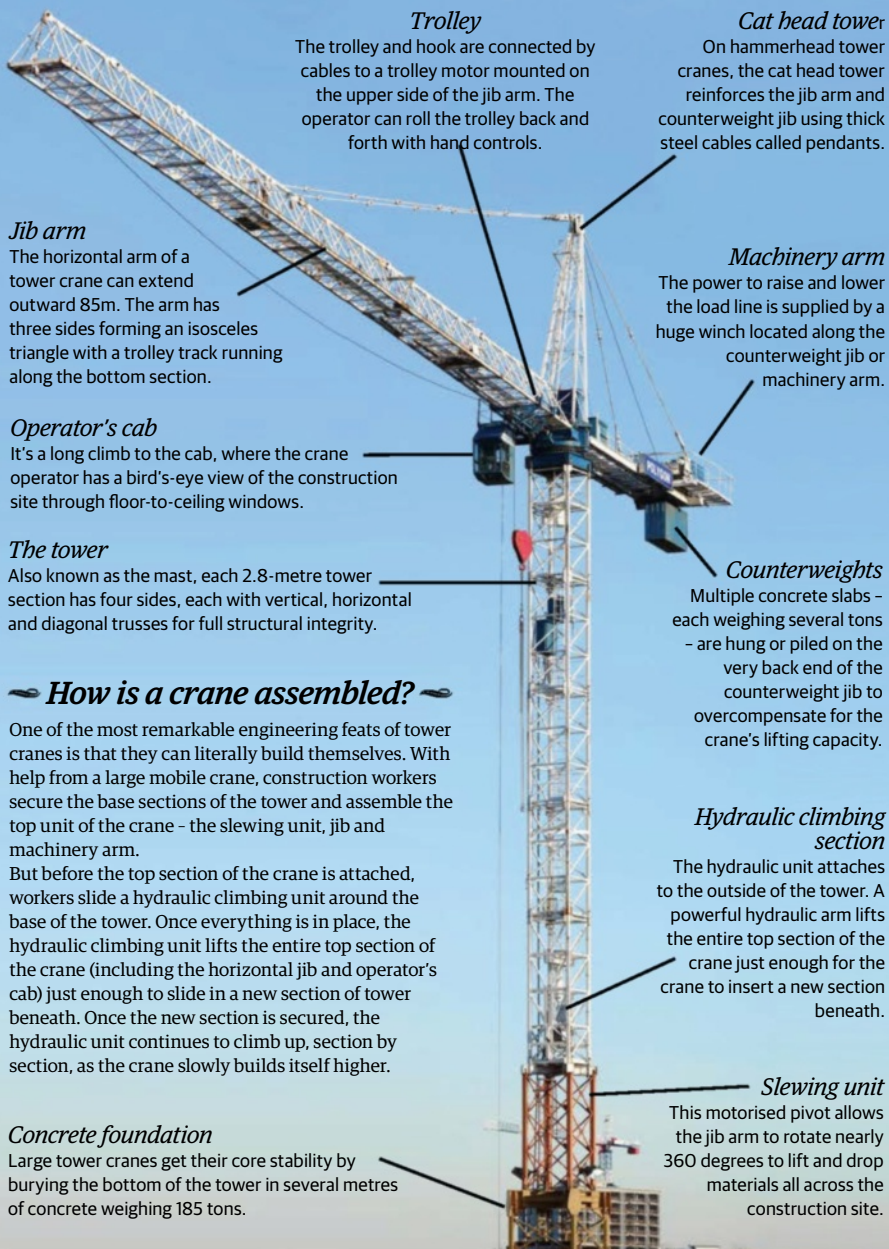 Trolley
The trolley and hook are connected by
cables to a trolley motor mounted on
the upper side of the jib arm. The
operator can roll the trolley back and
forth with hand controls.
Cat head tower
On hammerhead tower
cranes, the cat head tower
reinforces the jib arm and
counterweight jib using thick
steel cables called pendants.
Jib arm
The horizontal arm of a
tower crane can extend
outward 85m. The arm has
three sides forming an isosceles
triangle with a trolley track running
along the bottom section.
Machinery arm
The power to raise and lower
the load line is supplied by a
huge winch located along the
counterweight jib or
machinery arm.
Operator's cab
It's a long climb to the cab, where the crane
operator has a bird's-eye view of the construction
site through floor-to-ceiling windows.
The tower
Also known as the mast, each 2.8-metre tower
section has four sides, each with vertical, horizontal
and diagonal trusses for full structural integrity.
Counterweights
Multiple concrete slabs –
each weighing several tons
– are hung or piled on the
very back end of the
counterweight jib to
overcompensate for the
crane's lifting capacity.
How is a crane assembled?
One of the most remarkable engineering feats of tower
cranes is that they can literally build themselves. With
help from a large mobile crane, construction workers
secure the base sections of the tower and assemble the
top unit of the crane – the slewing unit, jib and
machinery arm.
But before the top section of the crane is attached,
workers slide a hydraulic climbing unit around the
base of the tower. Once everything is in place, the
hydraulic climbing unit lifts the entire top section of
the crane (including the horizontal jib and operator's
cab) just enough to slide in a new section of tower
beneath. Once the new section is secured, the
hydraulic unit continues to climb up, section by
section, as the crane slowly builds itself higher.
Hydraulic climbing
section
The hydraulic unit attaches
to the outside of the tower. A
powerful hydraulic arm lifts
the entire top section of the
crane just enough for the
crane to insert a new section
beneath.
Concrete foundation
Large tower cranes get their core stability by
burying the bottom of the tower in several metres
of concrete weighing 185 tons.
Slewing unit
This motorised pivot allows
the jib arm to rotate nearly
360 degrees to lift and drop
materials all across the
construction site.